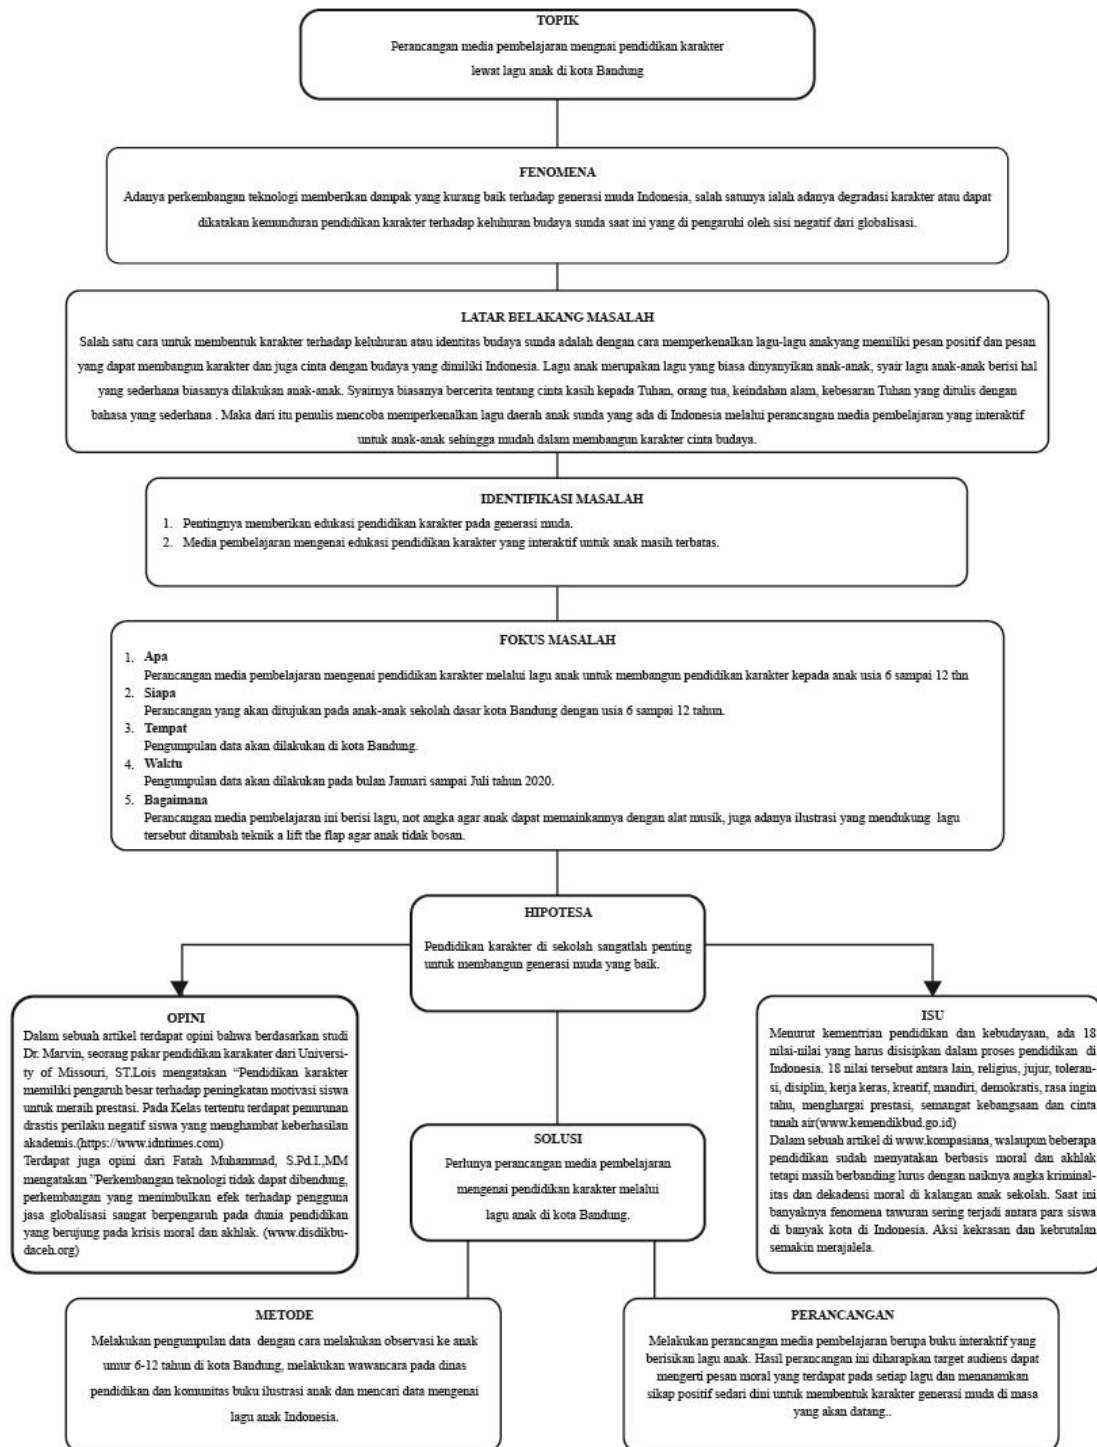 TOPIK
Perancangan media pembelajaran mengnai pendidikan karakter
lewat lagu anak di kota Bandung
FENOMENA
Adanya perkembangan teknologi memberikan dampak yang kurang baik terhadap generasi muda Indonesia, salah satunya ialah adanya degradasi karakter atau dapat
dikatakan kemunduran pendidikan karakter terhadap keluhuran budaya sunda saat ini yang di pengaruhi oleh sisi negatif dari globalisasi.
LATAR BELAKANG MASALAH
Salah satu cara untuk membentuk karakter terhadap keluhuran atau identitas budaya sunda adalah dengan cara memperkenalkan lagu-lagu anakyang memiliki pesan positif dan pesan
yang dapat membangun karakter dan juga cinta dengan budaya yang dimiliki Indonesia. Lagu anak merupakan lagu yang biasa dinyanyikan anak-anak, syair lagu anak-anak berisi hal
yang sederhana biasanya dilakukan anak-anak. Syairnya biasanya bercerita tentang cinta kasih kepada Tuhan, orang tua, keindahan alam, kebesaran Tuhan yang ditulis dengan
bahasa yang sederhana . Maka dari itu penulis mencoba memperkenalkan lagu daerah anak sunda yang ada di Indonesia melalui perancangan media pembelajaran yang interaktif
untuk anak-anak sehingga mudah dalam membangun karakter cinta budaya.
IDENTIFIKASI MASALAH
1. Pentingnya memberikan edukasi pendidikan karakter pada generasi muda.
2. Media pembelajaran mengenai edukasi pendidikan karakter yang interaktif untuk anak masih terbatas.
FOKUS MASALAH
1. Apa
Perancangan media pembelajaran mengenai pendidikan karakter melalui lagu anak untuk membangun pendidikan karakter kepada anak usia 6 sampai 12 thn
2. Siapa
Perancangan yang akan ditujukan pada anak-anak sekolah dasar kota Bandung dengan usia 6 sampai 12 tahun.
3. Tempat
Pengumpulan data akan dilakukan di kota Bandung.
4. Waktu
Pengumpulan data akan dilakukan pada bulan Januari sampai Juli tahun 2020.
5. Bagaimana
Perancangan media pembelajaran ini berisi lagu, not angka agar anak dapat memainkannya dengan alat musik, juga adanya ilustrasi yang mendukung lagu
tersebut ditambah teknik a lift the flap agar anak tidak bosan.
HIPOTESA
Pendidikan karakter di sekolah sangatlah penting
untuk membangun generasi muda yang baik.
OPINI
Dalam sebuah artikel terdapat opini bahwa berdasarkan studi
Dr. Marvin, seorang pakar pendidikan karakater dari Universi-
ty of Missouri, ST.Lois mengatakan “Pendidikan karakter
memiliki pengaruh besar terhadap peningkatan motivasi siswa
untuk meraih prestasi. Pada Kelas tertentu terdapat penurunan
drastis perilaku negatif siswa yang menghambat keberhasilan
akademis.(https://www.idntimes.com)
Terdapat juga opini dari Fatah Muhammad, S.Pd.I.,MM
mengatakan ”Perkembangan teknologi tidak dapat dibendung,
perkembangan yang menimbulkan efek terhadap pengguna
jasa globalisasi sangat berpengaruh pada dunia pendidikan
yang berujung pada krisis moral dan akhlak. (www.disdikbu-
daceh.org)
ISU
Menurut kementrian pendidikan dan kebudayaan, ada 18
nilai-nilai yang harus disisipkan dalam proses pendidikan di
Indonesia. 18 nilai tersebut antara lain, religius, jujur, toleran-
si, disiplin, kerja keras, kreatif, mandiri, demokratis, rasa ingin
tahu, menghargai prestasi, semangat kebangsaan dan cinta
tanah air(www.kemendikbud.go.id)
Dalam sebuah artikel di www.kompasiana, walaupun beberapa
pendidikan sudah menyatakan berbasis moral dan akhlak
tetapi masih berbanding lurus dengan naiknya angka kriminal-
itas dan dekadensi moral di kalangan anak sekolah. Saat ini
banyaknya fenomena tawuran sering terjadi antara para siswa
di banyak kota di Indonesia. Aksi kekrasan dan kebrutalan
semakin merajalela.
SOLUSI
Perlunya perancangan media pembelajaran
mengenai pendidikan karakter melalui
lagu anak di kota Bandung.
METODE
Melakukan pengumpulan data dengan cara melakukan observasi ke anak
umur 6-12 tahun di kota Bandung, melakukan wawancara pada dinas
pendidikan dan komunitas buku ilustrasi anak dan mencari data mengenai
lagu anak Indonesia.
PERANCANGAN
Melakukan perancangan media pembelajaran berupa buku interaktif yang
berisikan lagu anak. Hasil perancangan ini diharapkan target audiens dapat
mengerti pesan moral yang terdapat pada setiap lagu dan menanamkan
sikap positif sedari dini untuk membentuk karakter generasi muda di masa
yang akan datang..